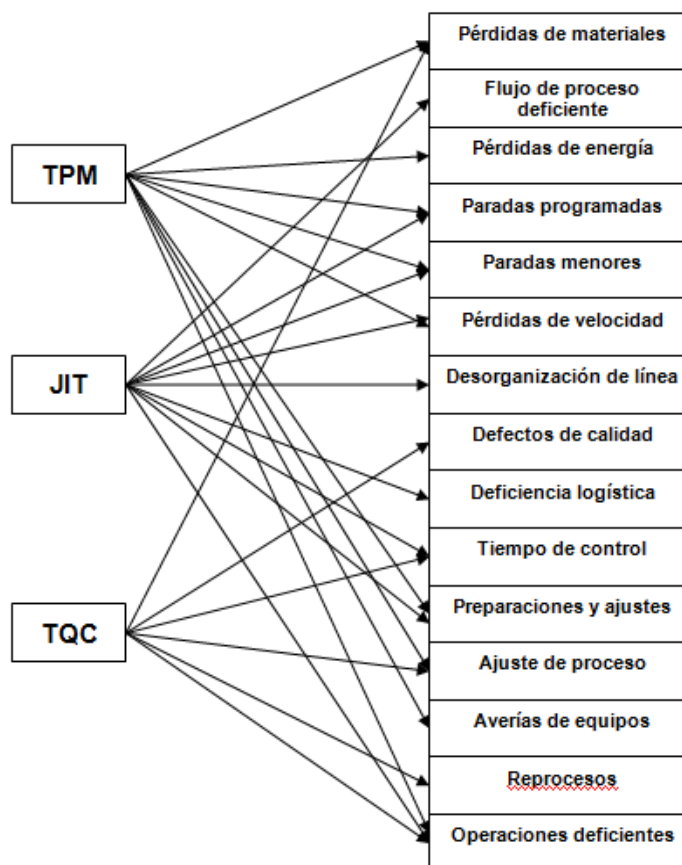 TPM
JIT
TQC
Pérdidas de materiales
Flujo de proceso
deficiente
Pérdidas de energía
Paradas programadas
Paradas menores
Pérdidas de velocidad
Desorganización de línea
Defectos de calidad
Deficiencia logística
Tiempo de control
Preparaciones y ajustes
Ajuste de proceso
Averías de equipos
Reprocesos
Operaciones deficientes